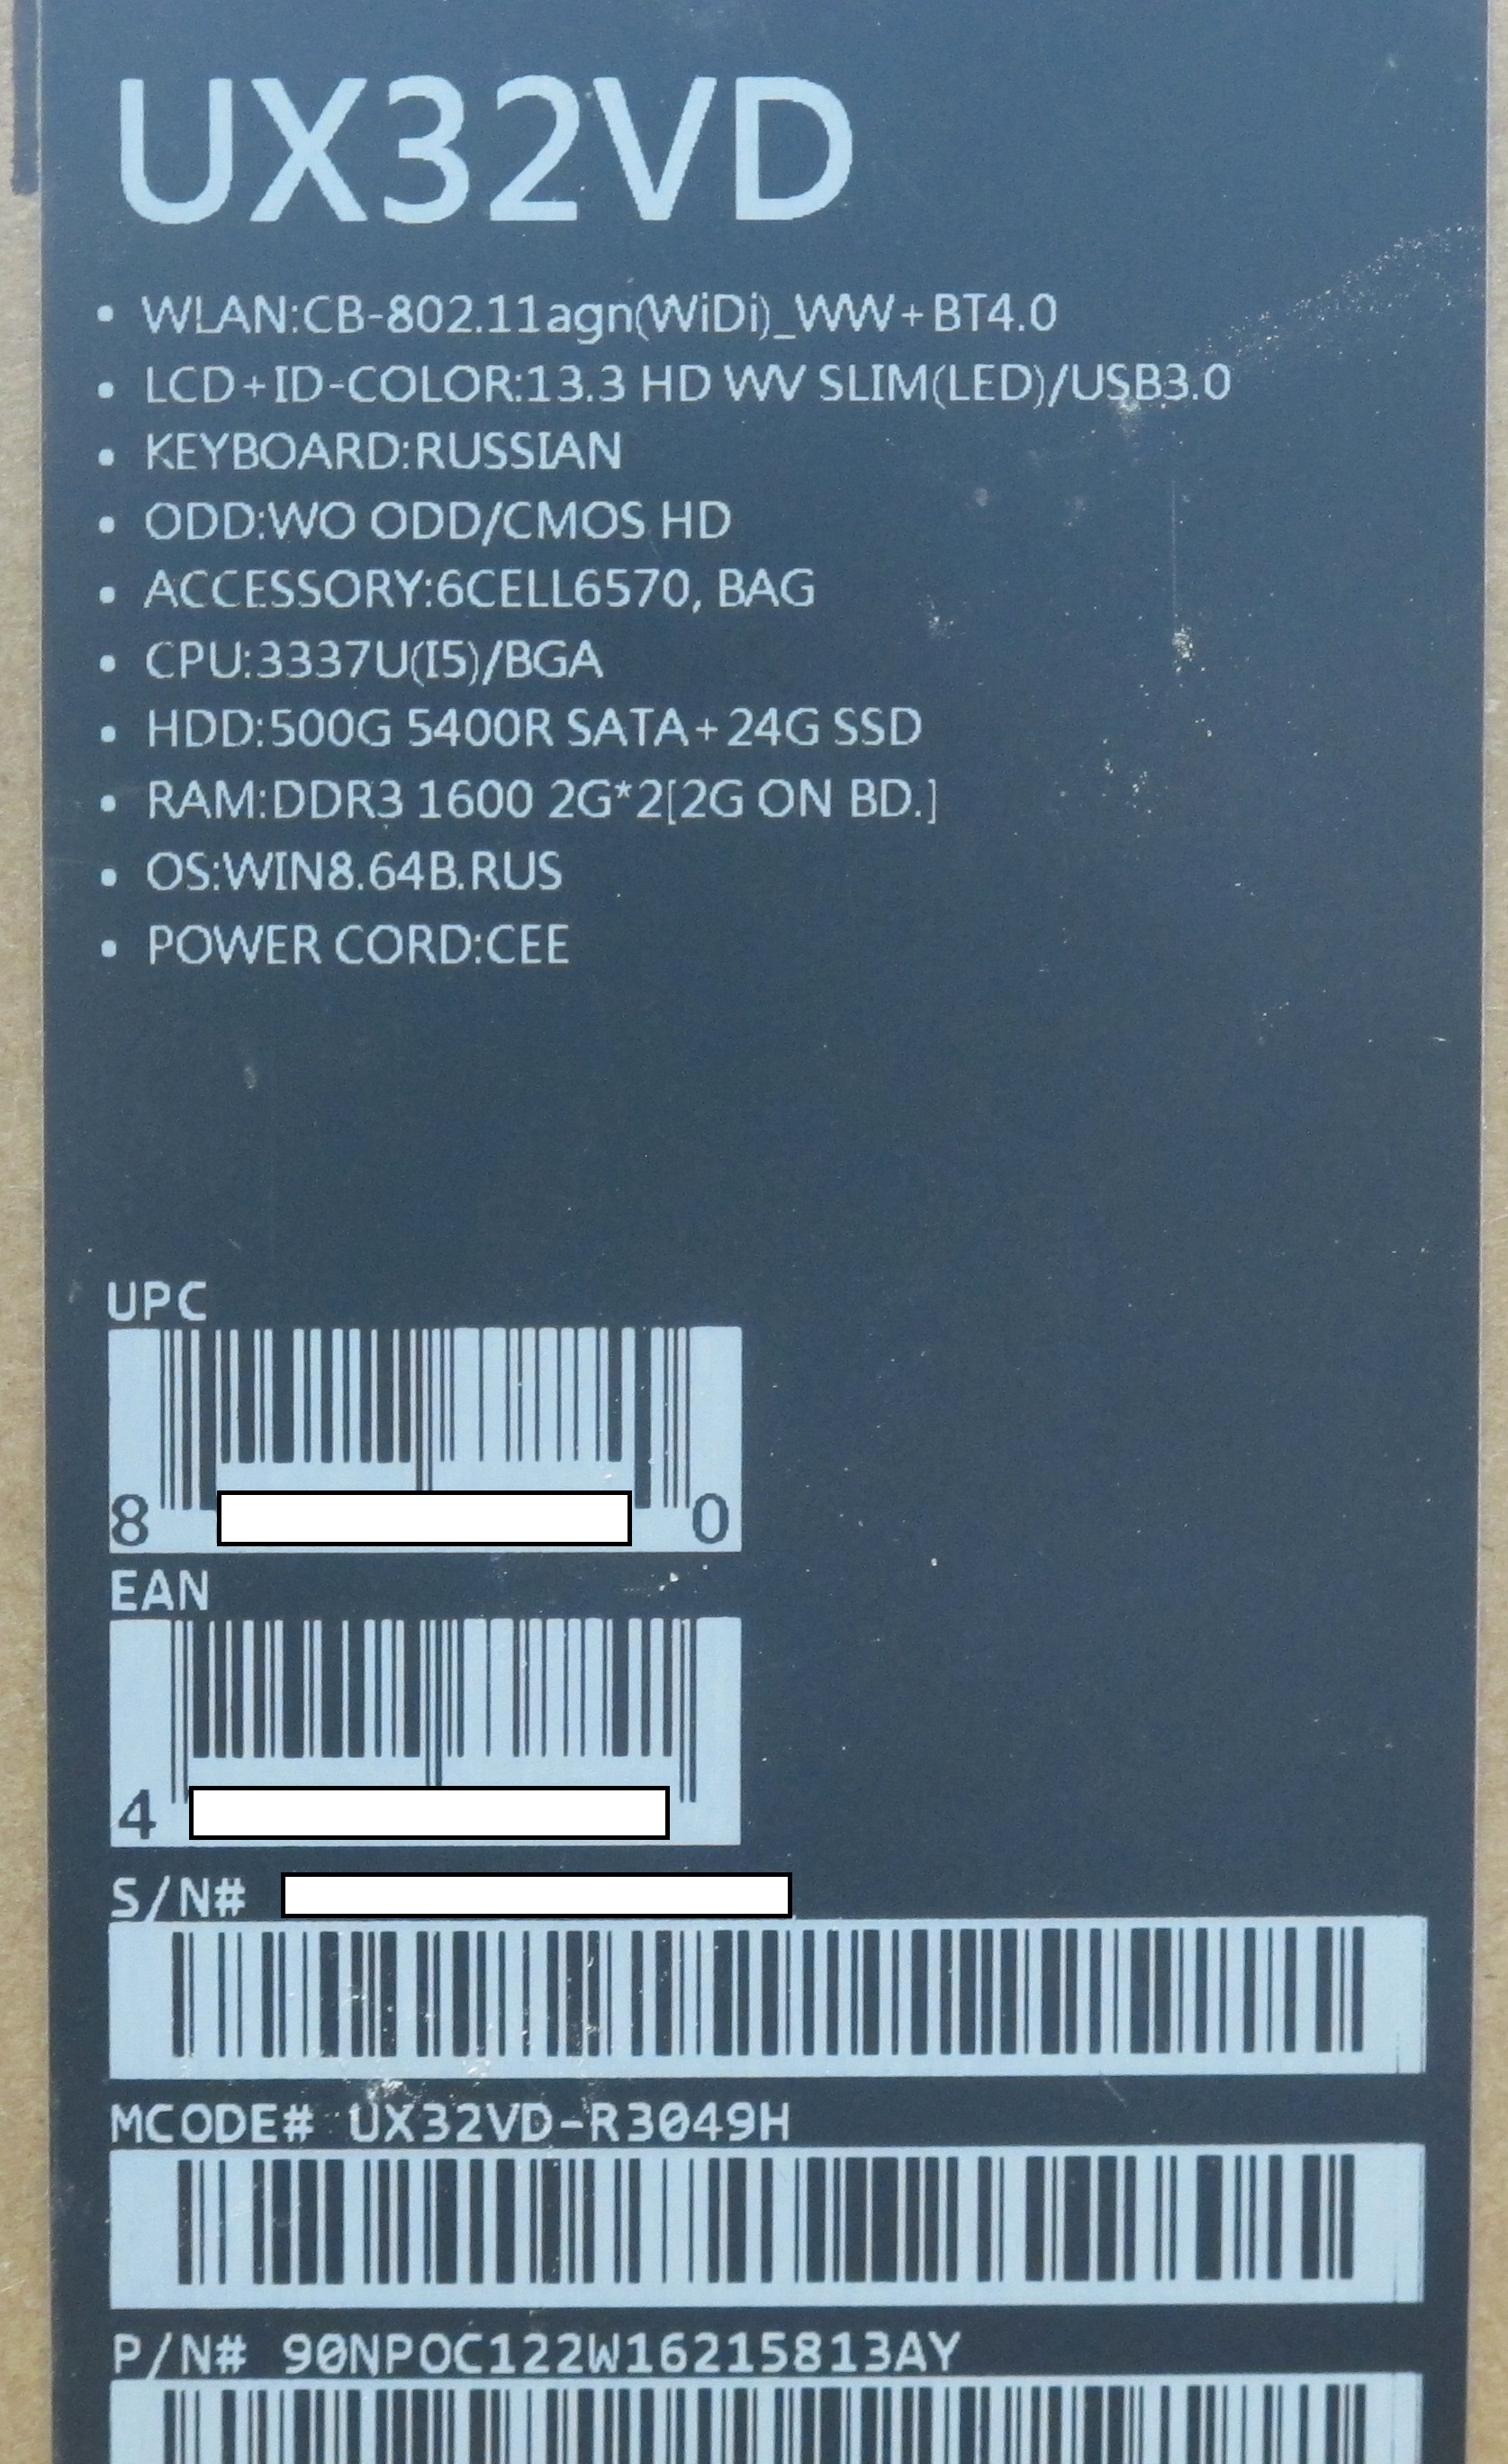 UX32VD
• WLAN:CB-802.11agn(WiDi)_WW+BT4.0
• LCD+ID-COLOR:13.3 HD WV SLIM(LED)/USB3.0
• KEYBOARD:RUSSIAN
• ODD:WO ODD/CMOS HD
• ACCESSORY:6CELL6570, BAG
• CPU:3337U(I5)/BGA
• HDD:500G 5400R SATA+24G SSD
• RAM:DDR3 1600 2G*2[2G ON BD.]
• OS:WIN8.64B.RUS
• POWER CORD:CEE
UPC
8 0
EAN
4
S/N#
MCODE# UX32VD-R3049H
P/N# 90NPOC122W16215813AY